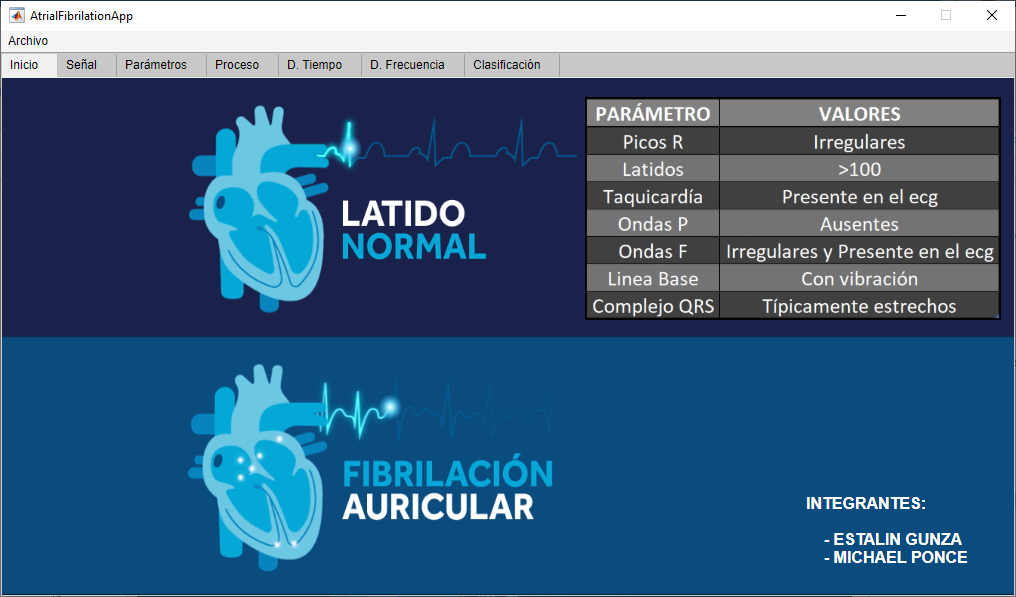 AtrialFibrilationApp
Archivo
Inicio Señal Parámetros Proceso D. Tiempo D. Frecuencia Clasificación
LATIDO
NORMAL
PARÁMETRO VALORES
Picos R Irregulares
Latidos >100
Taquicardía Presente en el ecg
Ondas P Ausentes
Ondas F Irregulares y Presente en el ecg
Linea Base Con vibración
Complejo QRS Típicamente estrechos
FIBRILACIÓN
AURICULAR
INTEGRANTES:
- ESTALIN GUNZA
- MICHAEL PONCE